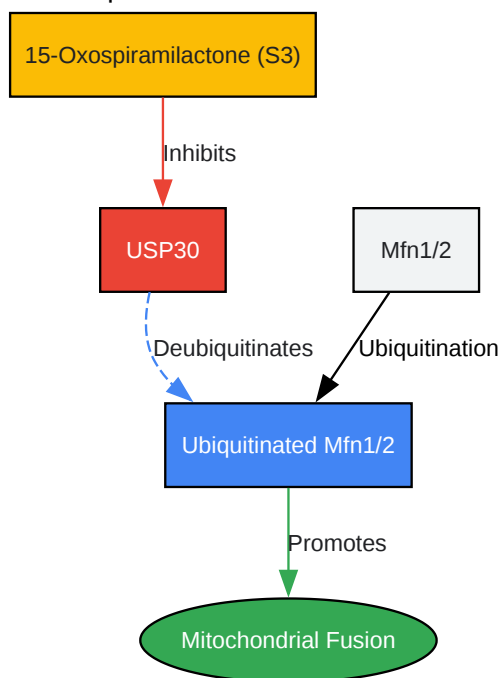 15-Oxospiramilactone (S3)
Inhibits
USP30
Mfn1/2
Deubiquitinates
Ubiquitination
Ubiquitinated Mfn1/2
Promotes
Mitochondrial Fusion